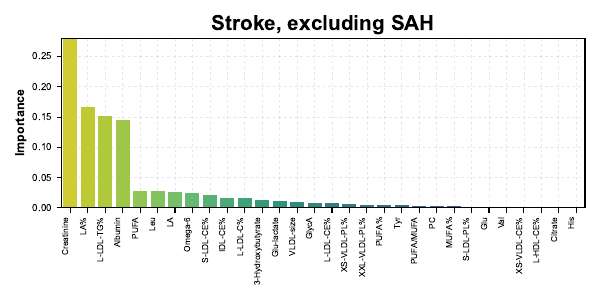 Stroke, excluding SAH
Importance
0.25
0.20
0.15
0.10
0.05
0.00
Creatinine
LA%
L-LDL-TG%
Albumin
PUFA
Leu
LA
Omega-6
S-LDL-CE%
IDL-CE%
L-LDL-C%
3-Hydroxybutyrate
Glu-lactate
VLDL-size
GlycA
L-LDL-CE%
XS-VLDL-PL%
XXL-VLDL-PL%
PUFA%
Tyr
PUFA/MUFA
PC
MUFA%
S-LDL-PL%
Glu
Val
XS-VLDL-CE%
L-HDL-CE%
Citrate
His